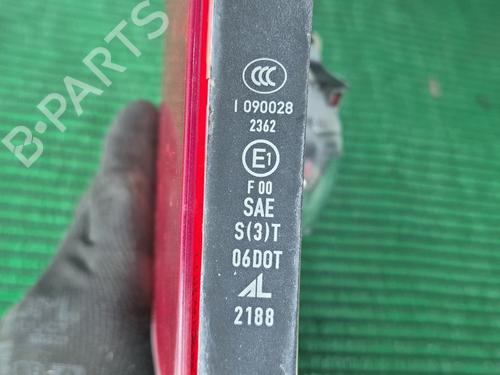 B-PARTS
CCC
I 090028
2362
E1
F 00
SAE
S(3)T
06DOT
AL
2188